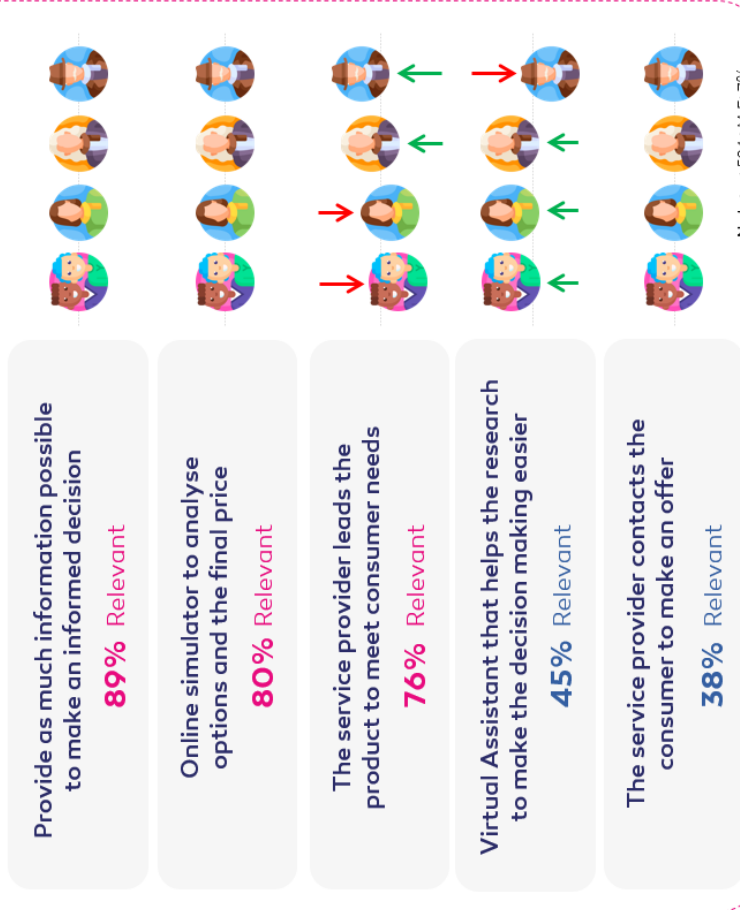 Provide as much information possible
to make an informed decision
89% Relevant
Online simulator to analyse
options and the final price
80% Relevant
The service provider leads the
product to meet consumer needs
76% Relevant
Virtual Assistant that helps the research
to make the decision making easier
45% Relevant
The service provider contacts the
consumer to make an offer
38% Relevant